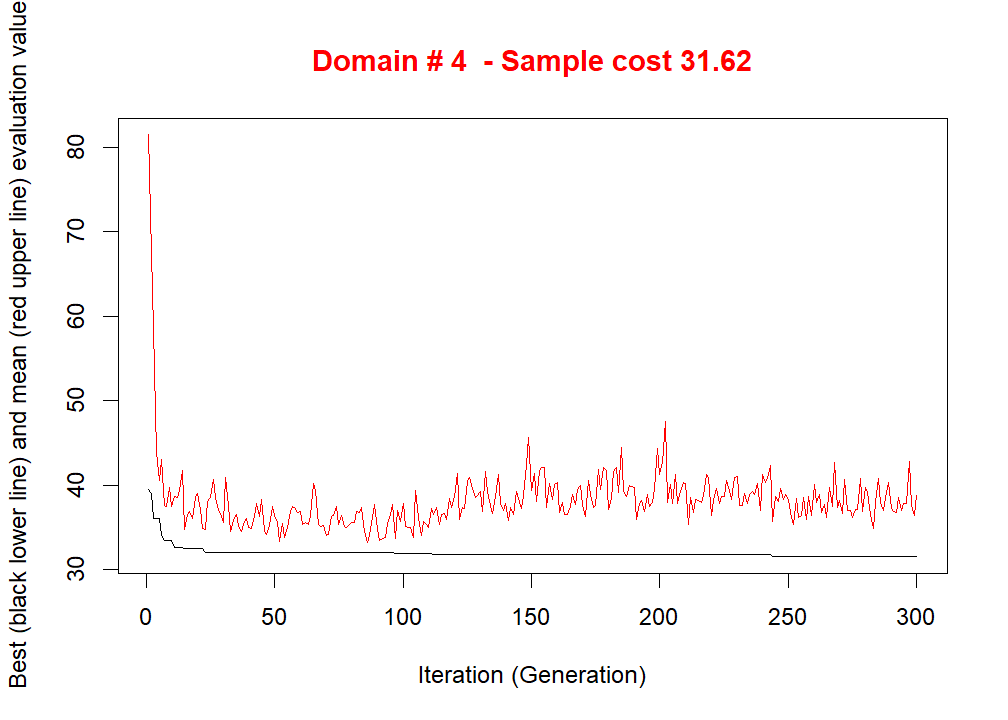 Domain # 4  - Sample cost 31.62
Best (black lower line) and mean (red upper line) evaluation value
80
70
60
50
40
30
0 50 100 150 200 250 300
Iteration (Generation)